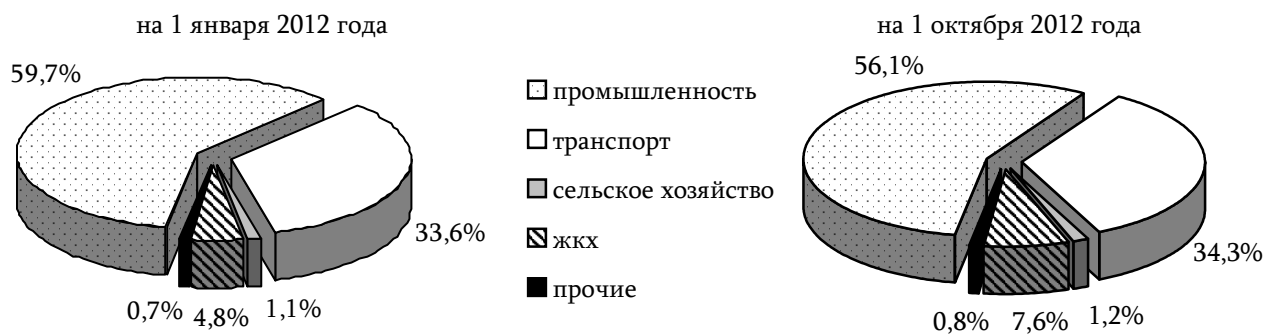 на 1 января 2012 года
59,7%
33,6%
0,7%
4,8%
1,1%
промышленность
транспорт
сельское хозяйство
жкх
прочие
на 1 октября 2012 года
56,1%
34,3%
0,8%
7,6%
1,2%